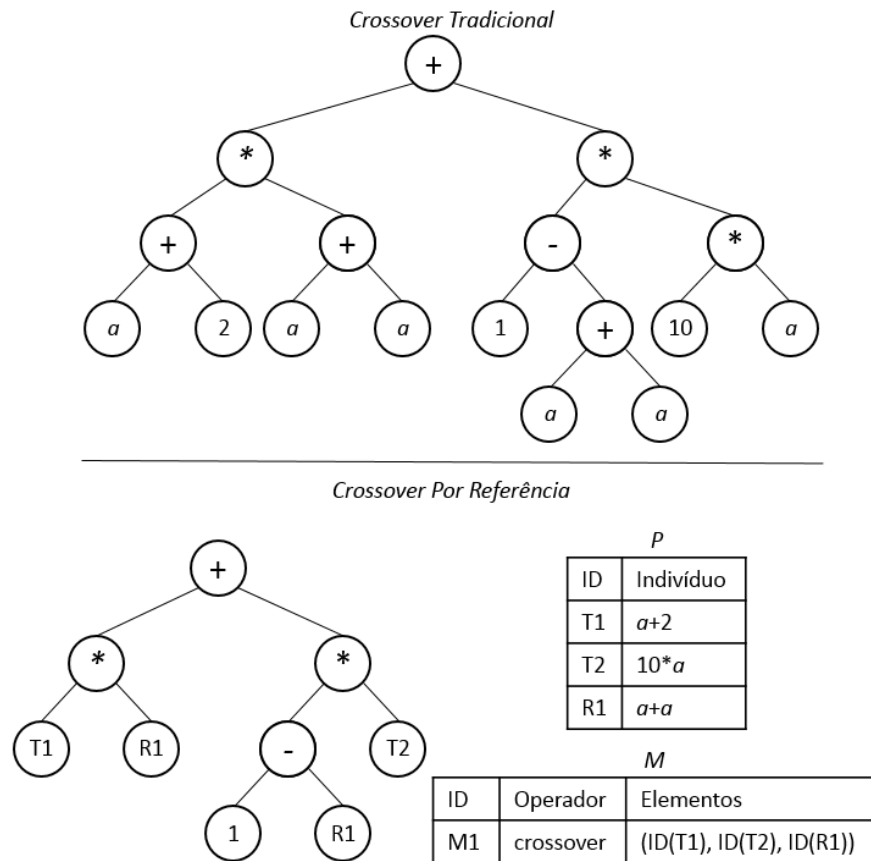 Crossover Tradicional
+
* *
+ + - *
a 2 a a 1 + 10 a
a a
Crossover Por Referência
P
ID Indivíduo
T1 a+2
T2 10*a
R1 a+a
+
* *
T1 R1 - T2
1 R1
M
ID Operador Elementos
M1 crossover (ID(T1), ID(T2), ID(R1))